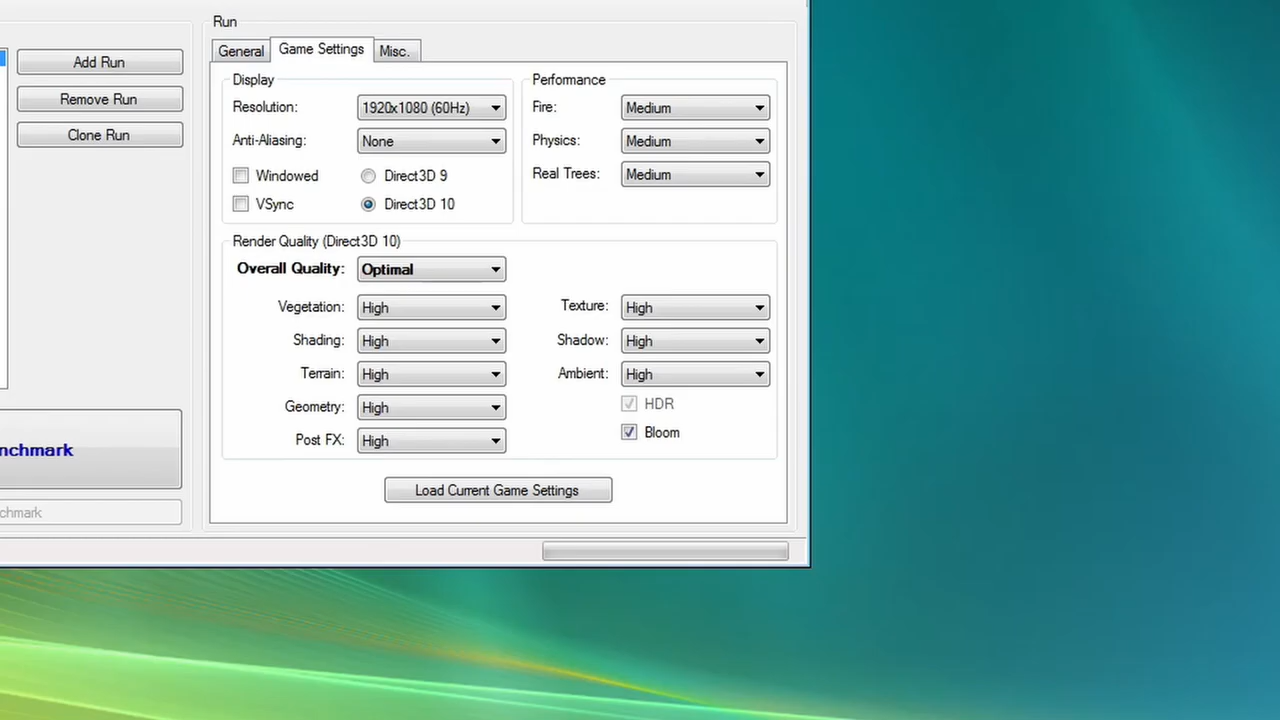 Run
Add Run
Remove Run
Clone Run
General Game Settings Misc.
Display
Resolution: 1920x1080 (60Hz)
Anti-Aliasing: None
Windowed Direct3D 9
VSync Direct3D 10
Performance
Fire: Medium
Physics: Medium
Real Trees: Medium
Render Quality (Direct3D 10)
Overall Quality: Optimal
Vegetation: High
Shading: High
Terrain: High
Geometry: High
Post FX: High
Texture: High
Shadow: High
Ambient: High
HDR
Bloom
Load Current Game Settings
nchmark
chmark